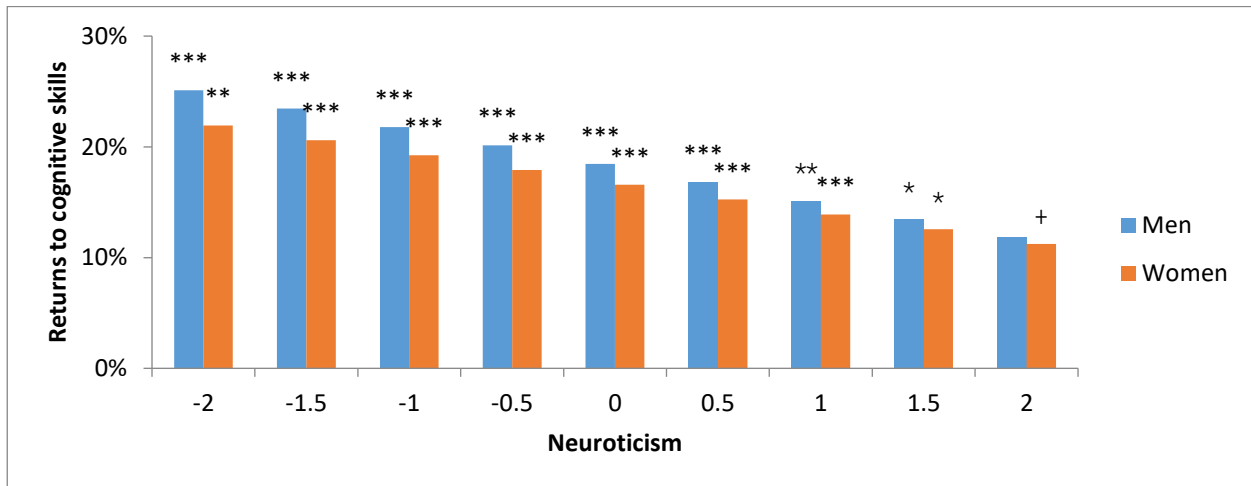 Returns to cognitive skills
30%
20%
10%
0%
*** ** *** *** *** *** *** *** *** *** *** *** ** *** * * +
-2 -1.5 -1 -0.5 0 0.5 1 1.5 2
Neuroticism
Men
Women